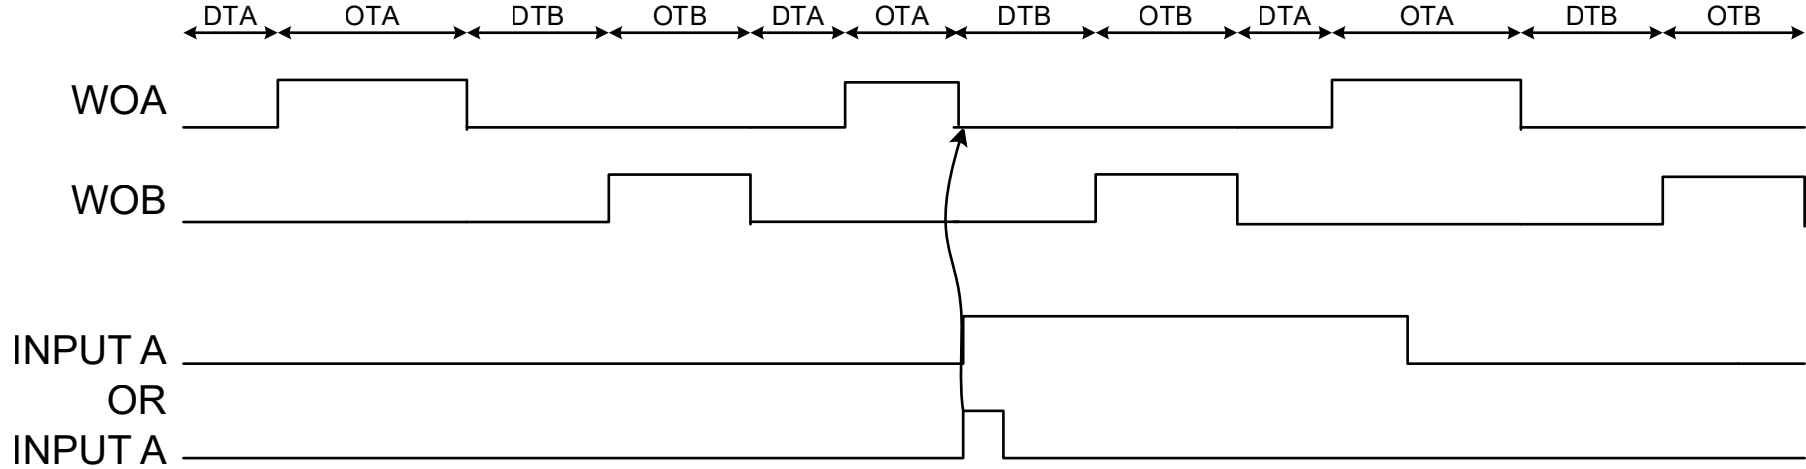 DTA OTA DTB OTB DTA OTA DTB OTB DTA OTA DTB OTB
WOA
WOB
INPUT A
OR
INPUT A